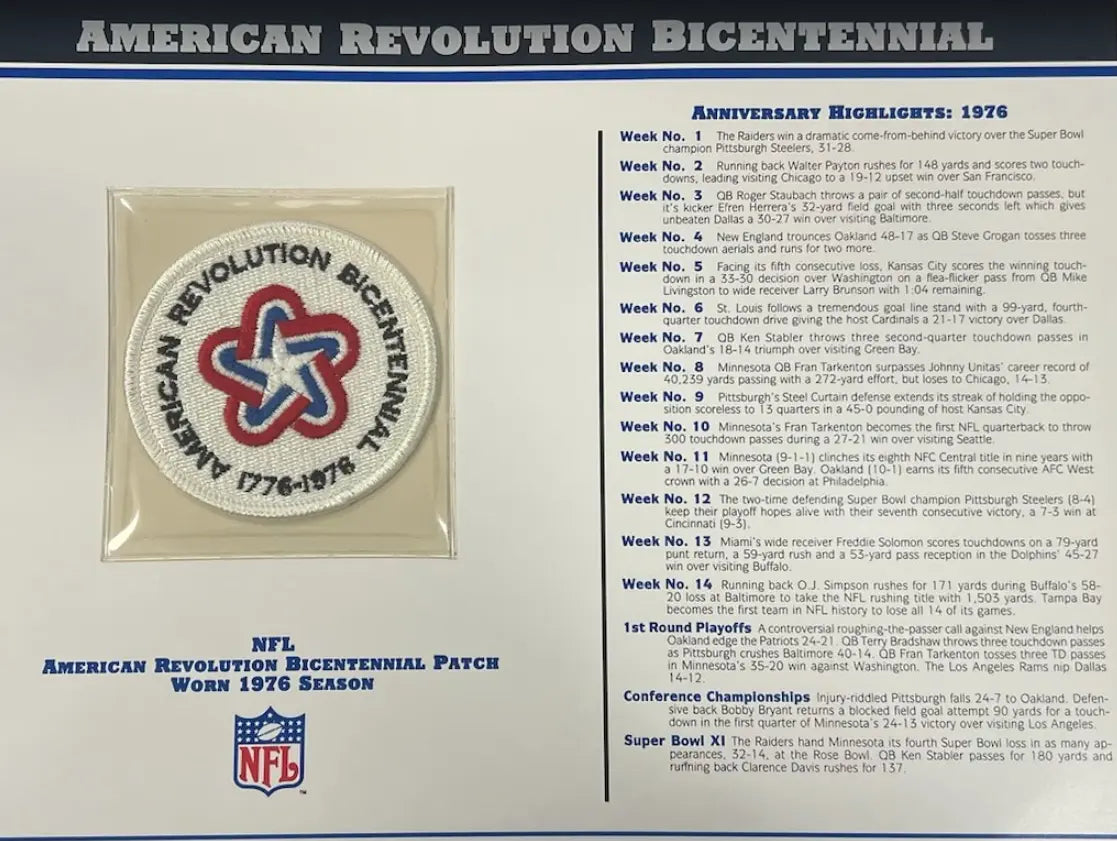 AMERICAN REVOLUTION BICENTENNIAL
AMERICAN REVOLUTION BICENTENNIAL
1776-1976
NFL
AMERICAN REVOLUTION BICENTENNIAL PATCH
WORN 1976 SEASON
NFL
TM
ANNIVERSARY HIGHLIGHTS: 1976
Week No. 1 The Raiders win a dramatic come-from-behind victory over the Super Bowl
champion Pittsburgh Steelers, 31-28.
Week No. 2 Running back Walter Payton rushes for 148 yards and scores two touch-
downs, leading visiting Chicago to a 19-12 upset win over San Francisco.
Week No. 3 QB Roger Staubach throws a pair of second-half touchdown passes, but
it's kicker Efren Herrera's 32-yard field goal with three seconds left which gives
unbeaten Dallas a 30-27 win over visiting Baltimore.
Week No. 4 New England trounces Oakland 48-17 as QB Steve Grogan tosses three
touchdown aerials and runs for two more.
Week No. 5 Facing its fifth consecutive loss, Kansas City scores the winning touch-
down in a 33-30 decision over Washington on a flea-flicker pass from QB Mike
Livingston to wide receiver Larry Brunson with 1:04 remaining.
Week No. 6 St. Louis follows a tremendous goal line stand with a 99-yard, fourth-
quarter touchdown drive giving the host Cardinals a 21-17 victory over Dallas.
Week No. 7 QB Ken Stabler throws three second-quarter touchdown passes in
Oakland's 18-14 triumph over visiting Green Bay.
Week No. 8 Minnesota QB Fran Tarkenton surpasses Johnny Unitas' career record of
40,239 yards passing with a 272-yard effort, but loses to Chicago, 14-13.
Week No. 9 Pittsburgh's Steel Curtain defense extends its streak of holding the oppo-
sition scoreless to 13 quarters in a 45-0 pounding of host Kansas City.
Week No. 10 Minnesota's Fran Tarkenton becomes the first NFL quarterback to throw
300 touchdown passes during a 27-21 win over visiting Seattle.
Week No. 11 Minnesota (9-1-1) clinches its eighth NFC Central title in nine years with
a 17-10 win over Green Bay. Oakland (10-1) earns its fifth consecutive AFC West
crown with a 26-7 decision at Philadelphia.
Week No. 12 The two-time defending Super Bowl champion Pittsburgh Steelers (8-4)
keep their playoff hopes alive with their seventh consecutive victory, a 7-3 win at
Cincinnati (9-3).
Week No. 13 Miami's wide receiver Freddie Solomon scores touchdowns on a 79-yard
punt return, a 59-yard rush and a 53-yard pass reception in the Dolphins' 45-27
win over visiting Buffalo.
Week No. 14 Running back O.J. Simpson rushes for 171 yards during Buffalo's 58-
20 loss at Baltimore to take the NFL rushing title with 1,503 yards. Tampa Bay
becomes the first team in NFL history to lose all 14 of its games.
1st Round Playoffs A controversial roughing-the-passer call against New England helps
Oakland edge the Patriots 24-21. QB Terry Bradshaw throws three touchdown passes
as Pittsburgh crushes Baltimore 40-14. QB Fran Tarkenton tosses three TD passes
in Minnesota's 35-20 win against Washington. The Los Angeles Rams nip Dallas
14-12.
Conference Championships Injury-riddled Pittsburgh falls 24-7 to Oakland. Defen-
sive back Bobby Bryant returns a blocked field goal attempt 90 yards for a touch-
down in the first quarter of Minnesota's 24-13 victory over visiting Los Angeles.
Super Bowl XI The Raiders hand Minnesota its fourth Super Bowl loss in as many ap-
pearances, 32-14, at the Rose Bowl. QB Ken Stabler passes for 180 yards and
running back Clarence Davis rushes for 137.